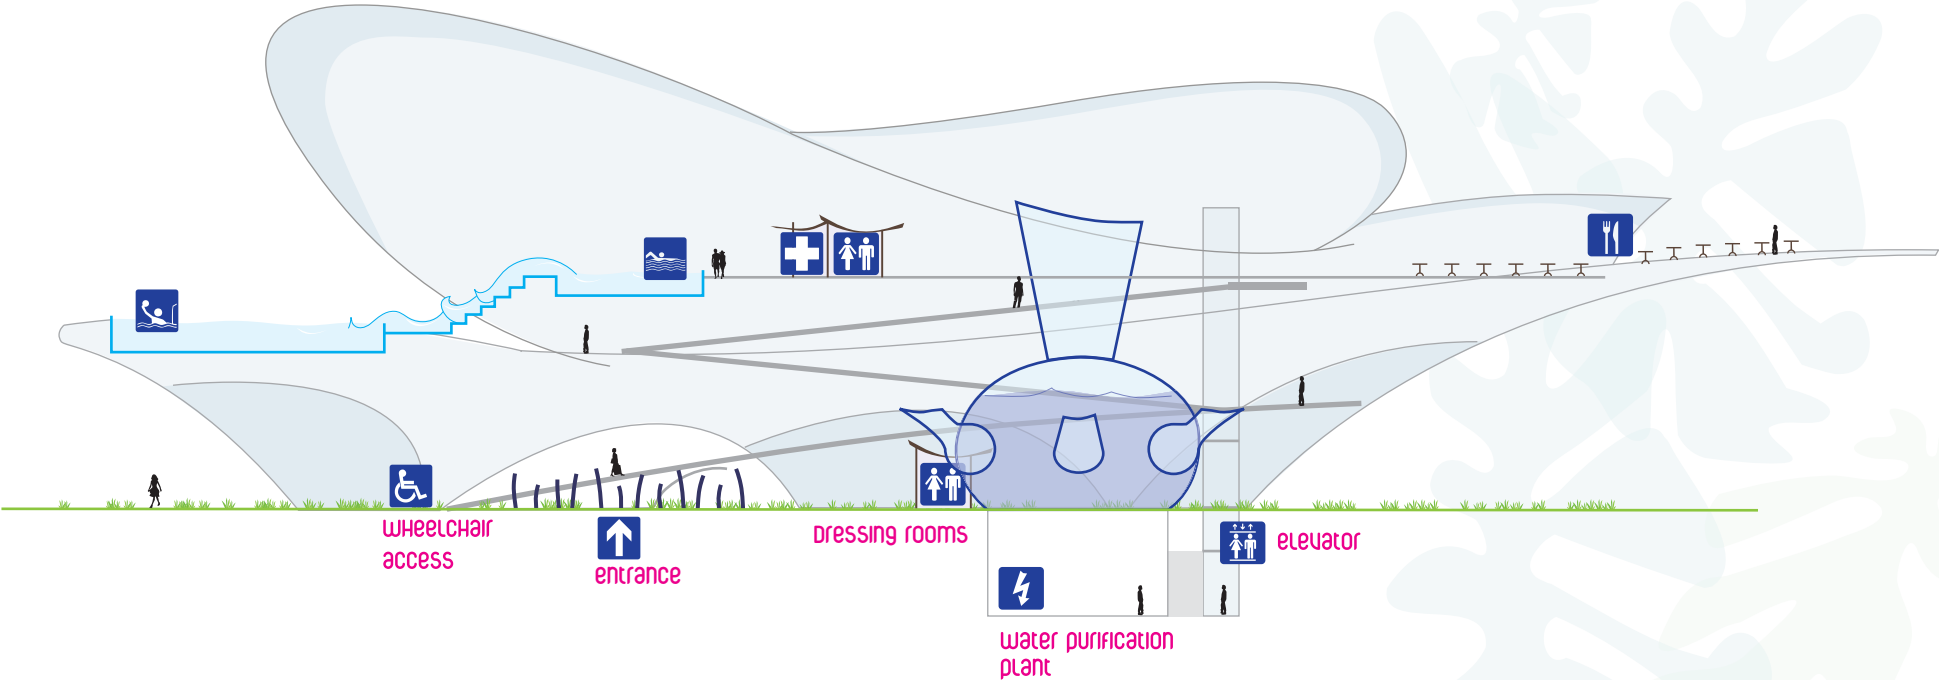 wheelchair
access
entrance
Dressing rooms
elevator
water purification
plant